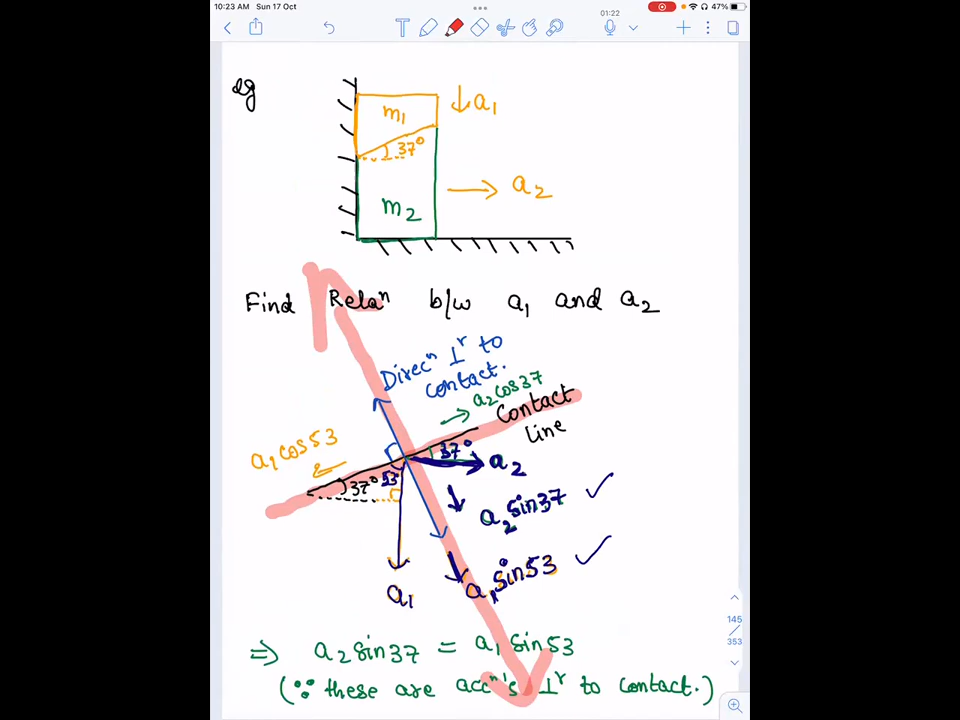 10:23 AM Sun 17 Oct
47%
01:22
T
eg
m1
↓a1
37°
→ a2
m2
Find Relaⁿ b/w a1 and a2
Direcⁿ ⊥ʳ to
contact.
→ a2cos37
Contact
line
a1cos53
37°
a2
37° 53°
a2sin37 ✓
a1sin53 ✓
a1
⇒ a2sin37 = a1sin53
(∵ these are accⁿ's ⊥ʳ to contact.)
145
/
353